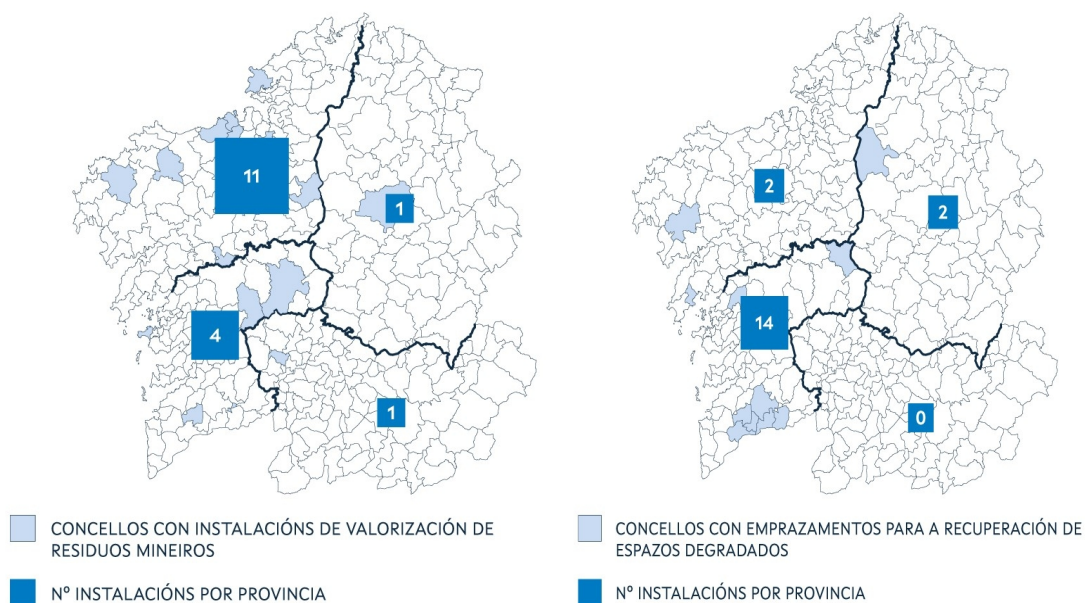 11
1
4
1
2
2
14
0
CONCELLOS CON INSTALACIÓNS DE VALORIZACIÓN DE
RESIDUOS MINEIROS
Nº INSTALACIÓNS POR PROVINCIA
CONCELLOS CON EMPRAZAMENTOS PARA A RECUPERACIÓN DE
ESPAZOS DEGRADADOS
Nº INSTALACIÓNS POR PROVINCIA